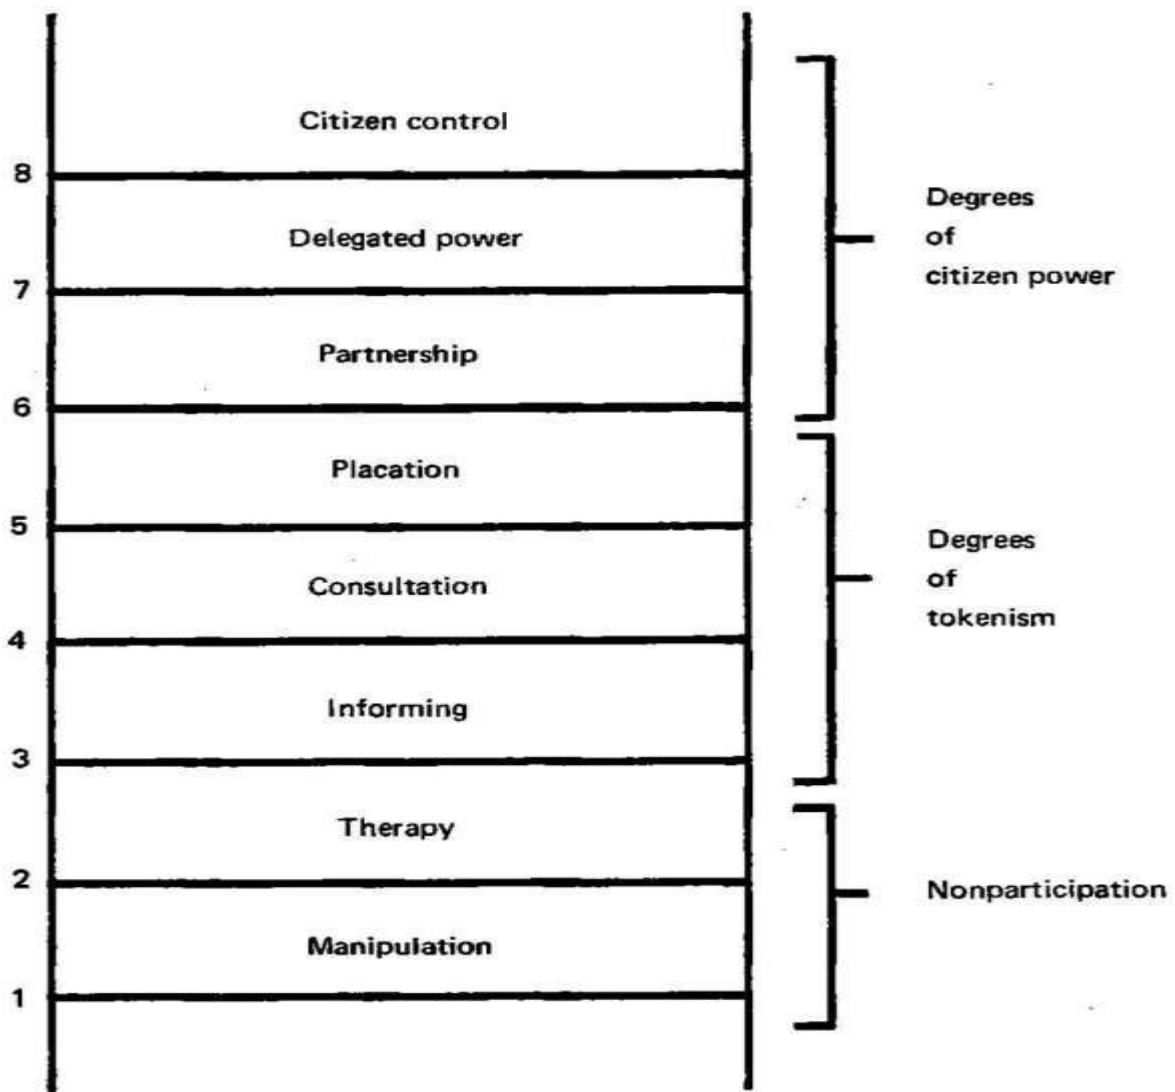 Citizen control
8
Delegated power
7
Partnership
6
Placation
5
Consultation
4
Informing
3
Therapy
2
Manipulation
1
Degrees
of
citizen power
Degrees
of
tokenism
Nonparticipation